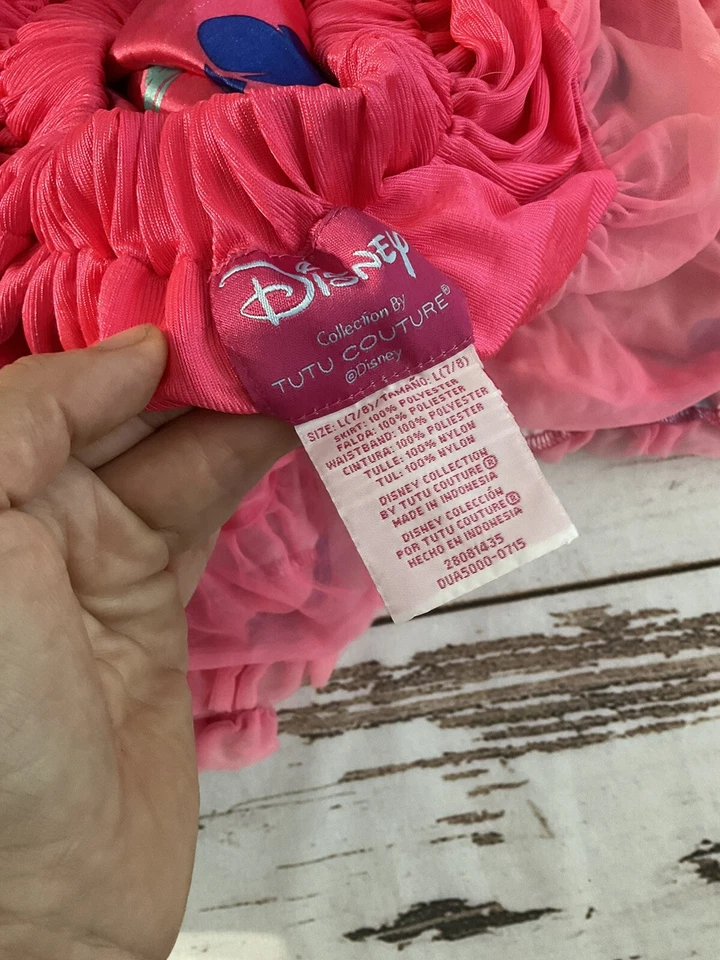 Disney
Collection By
TUTU COUTURE®
©Disney
SIZE: L(7/8)/TAMAÑO: L(7/8)
SKIRT: 100% POLYESTER
FALDA: 100% POLIESTER
WAISTBAND: 100% POLYESTER
CINTURA: 100% POLIESTER
TULLE: 100% NYLON
TUL: 100% NYLON
DISNEY COLLECTION
BY TUTU COUTURE®
MADE IN INDONESIA
DISNEY COLECCIÓN
POR TUTU COUTURE®
HECHO EN INDONESIA
28081435
DUA5000-0715